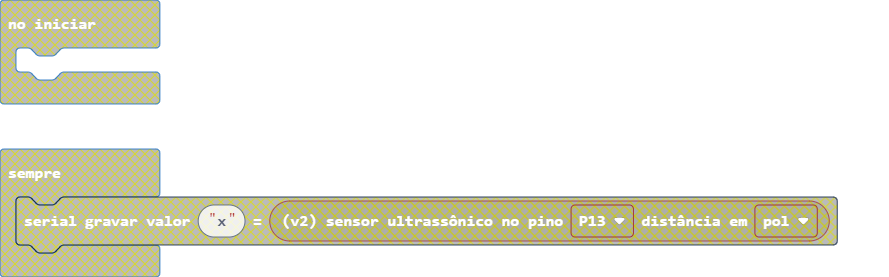 no iniciar
sempre
serial gravar valor "x" = (v2) sensor ultrassônico no pino P13 distância em pol